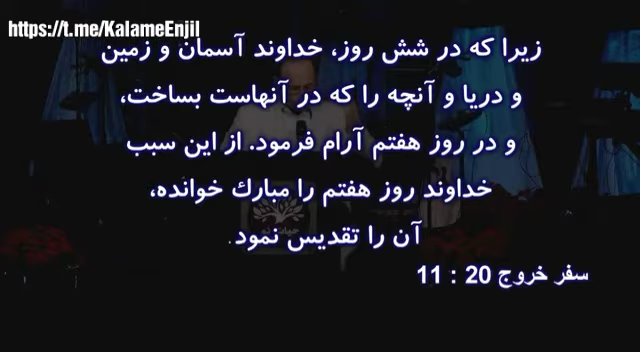 https://t.me/KalameEnjil
زیرا که در شش روز، خداوند آسمان و زمین
و دریا و آنچه را که در آنهاست بساخت،
و در روز هفتم آرام فرمود. از این سبب
خداوند روز هفتم را مبارك خوانده،
آن را تقدیس نمود.
سفر خروج 20 : 11